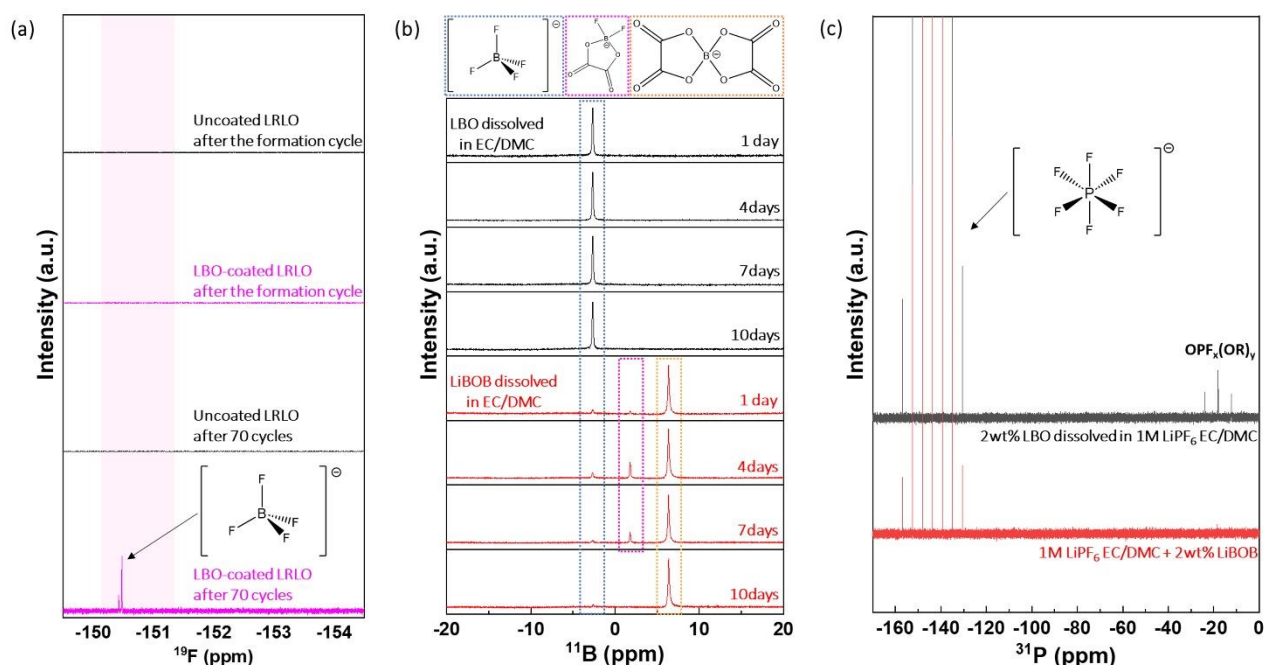 (a)
Uncoated LRLO
after the formation cycle
LBO-coated LRLO
after the formation cycle
Uncoated LRLO
after 70 cycles
F
B
F
F
F
⊖
LBO-coated LRLO
after 70 cycles
Intensity (a.u.)
-150
-151
-152
-153
-154
¹⁹F (ppm)
(b)
F
B
F
F
F
⊖
F
F
B
⊖
O
O
O
O
O
O
O
O
B
⊖
O
O
O
O
LBO dissolved
in EC/DMC
1 day
4days
7days
10days
LiBOB dissolved
in EC/DMC
1 day
4days
7days
10days
Intensity (a.u.)
-20
-10
0
10
20
¹¹B (ppm)
(c)
F
F
F
P
F
F
F
⊖
OPFₓ(OR)ᵧ
2wt% LBO dissolved in 1M LiPF₆ EC/DMC
1M LiPF₆ EC/DMC + 2wt% LiBOB
Intensity (a.u.)
-160
-140
-120
-100
-80
-60
-40
-20
0
³¹P (ppm)